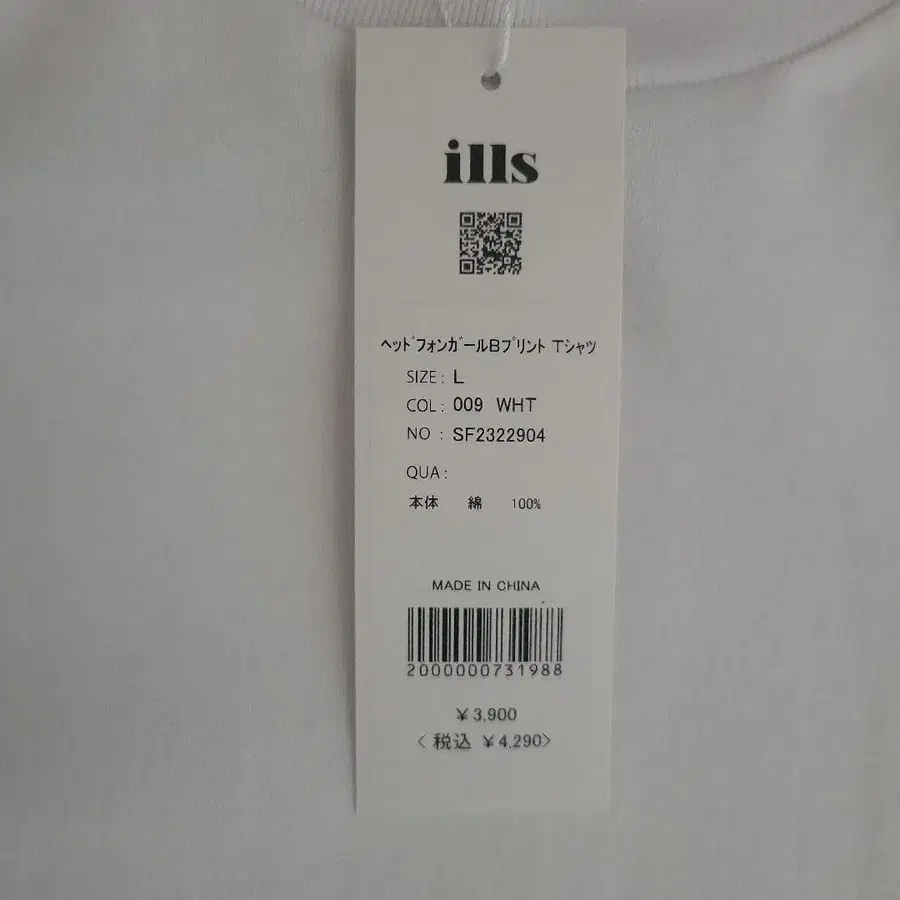 ills
ヘッドフォンガールBプリント Tシャツ
SIZE : L
COL : 009 WHT
NO : SF2322904
QUA :
本体 綿 100%
MADE IN CHINA
2000000731988
¥3,900
〈税込 ¥4,290〉